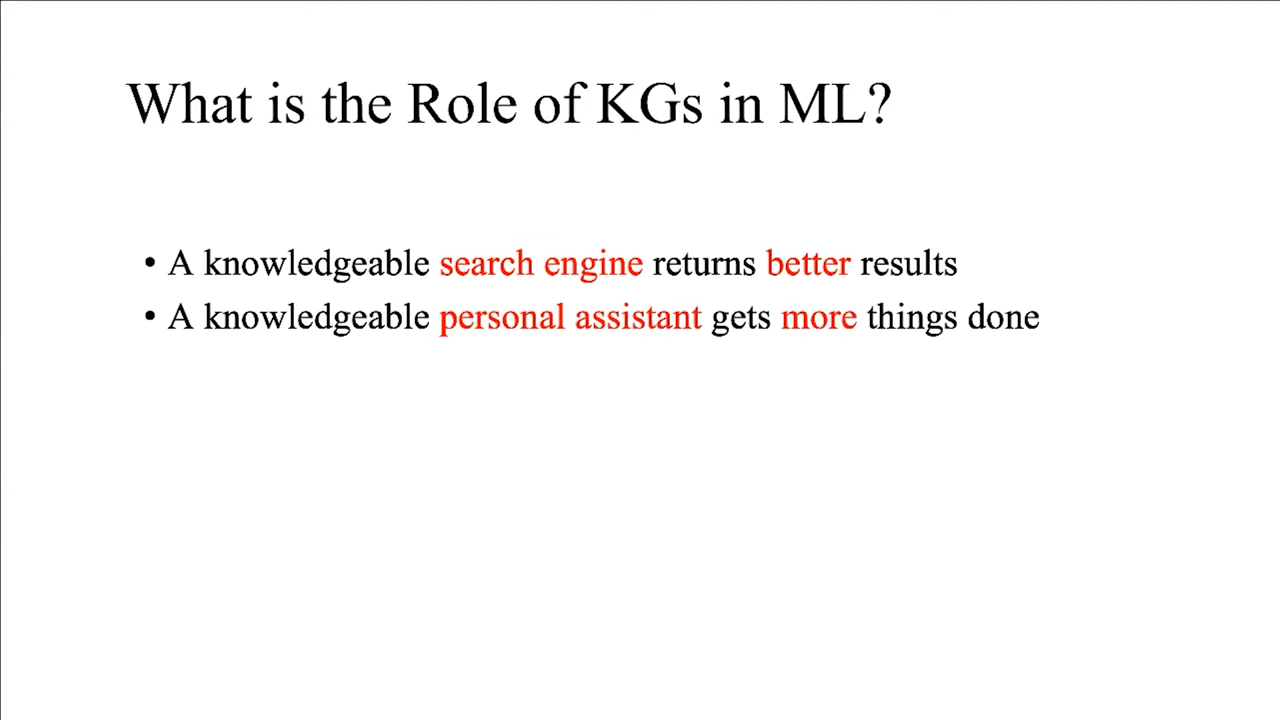 What is the Role of KGs in ML?
• A knowledgeable search engine returns better results
• A knowledgeable personal assistant gets more things done